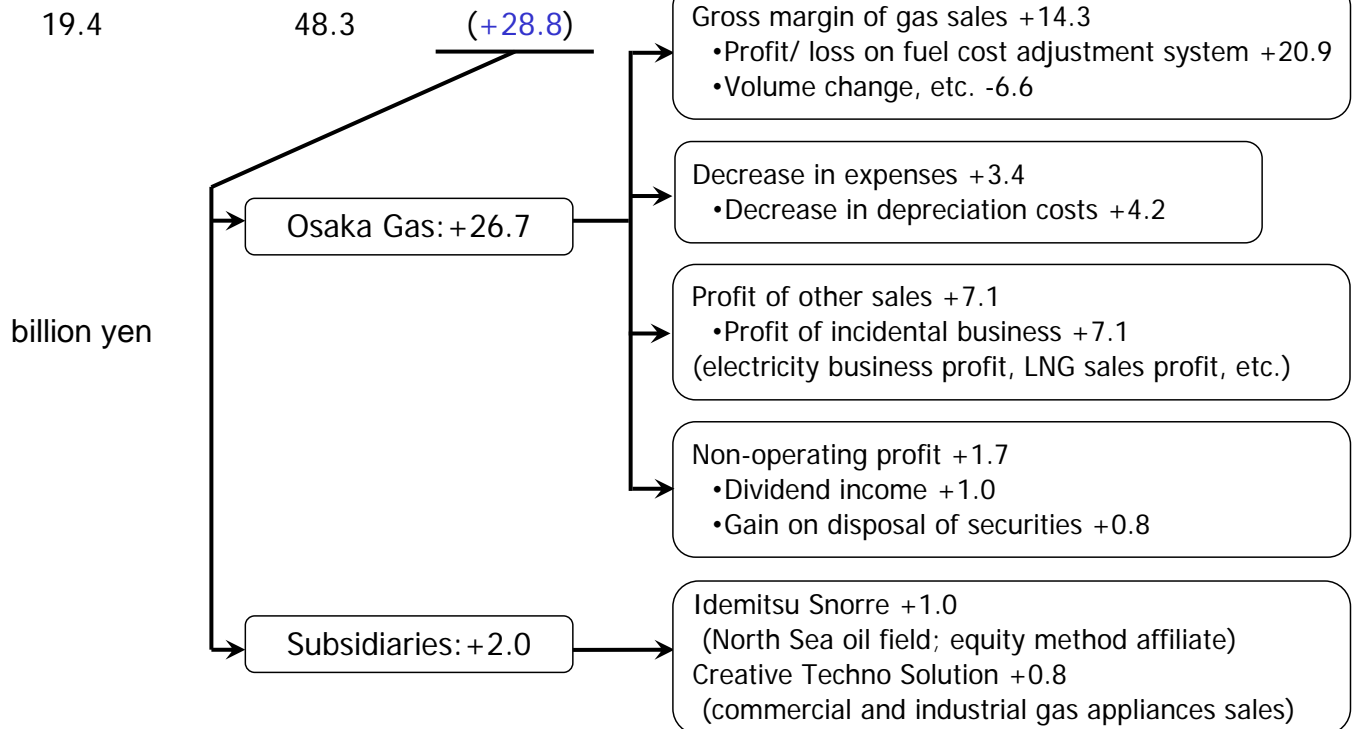 19.4 48.3 (+28.8)
Gross margin of gas sales +14.3
•Profit/ loss on fuel cost adjustment system +20.9
•Volume change, etc. -6.6
Decrease in expenses +3.4
•Decrease in depreciation costs +4.2
Osaka Gas:+26.7
Profit of other sales +7.1
•Profit of incidental business +7.1
(electricity business profit, LNG sales profit, etc.)
billion yen
Non-operating profit +1.7
•Dividend income +1.0
•Gain on disposal of securities +0.8
Subsidiaries:+2.0
Idemitsu Snorre +1.0
(North Sea oil field; equity method affiliate)
Creative Techno Solution +0.8
(commercial and industrial gas appliances sales)